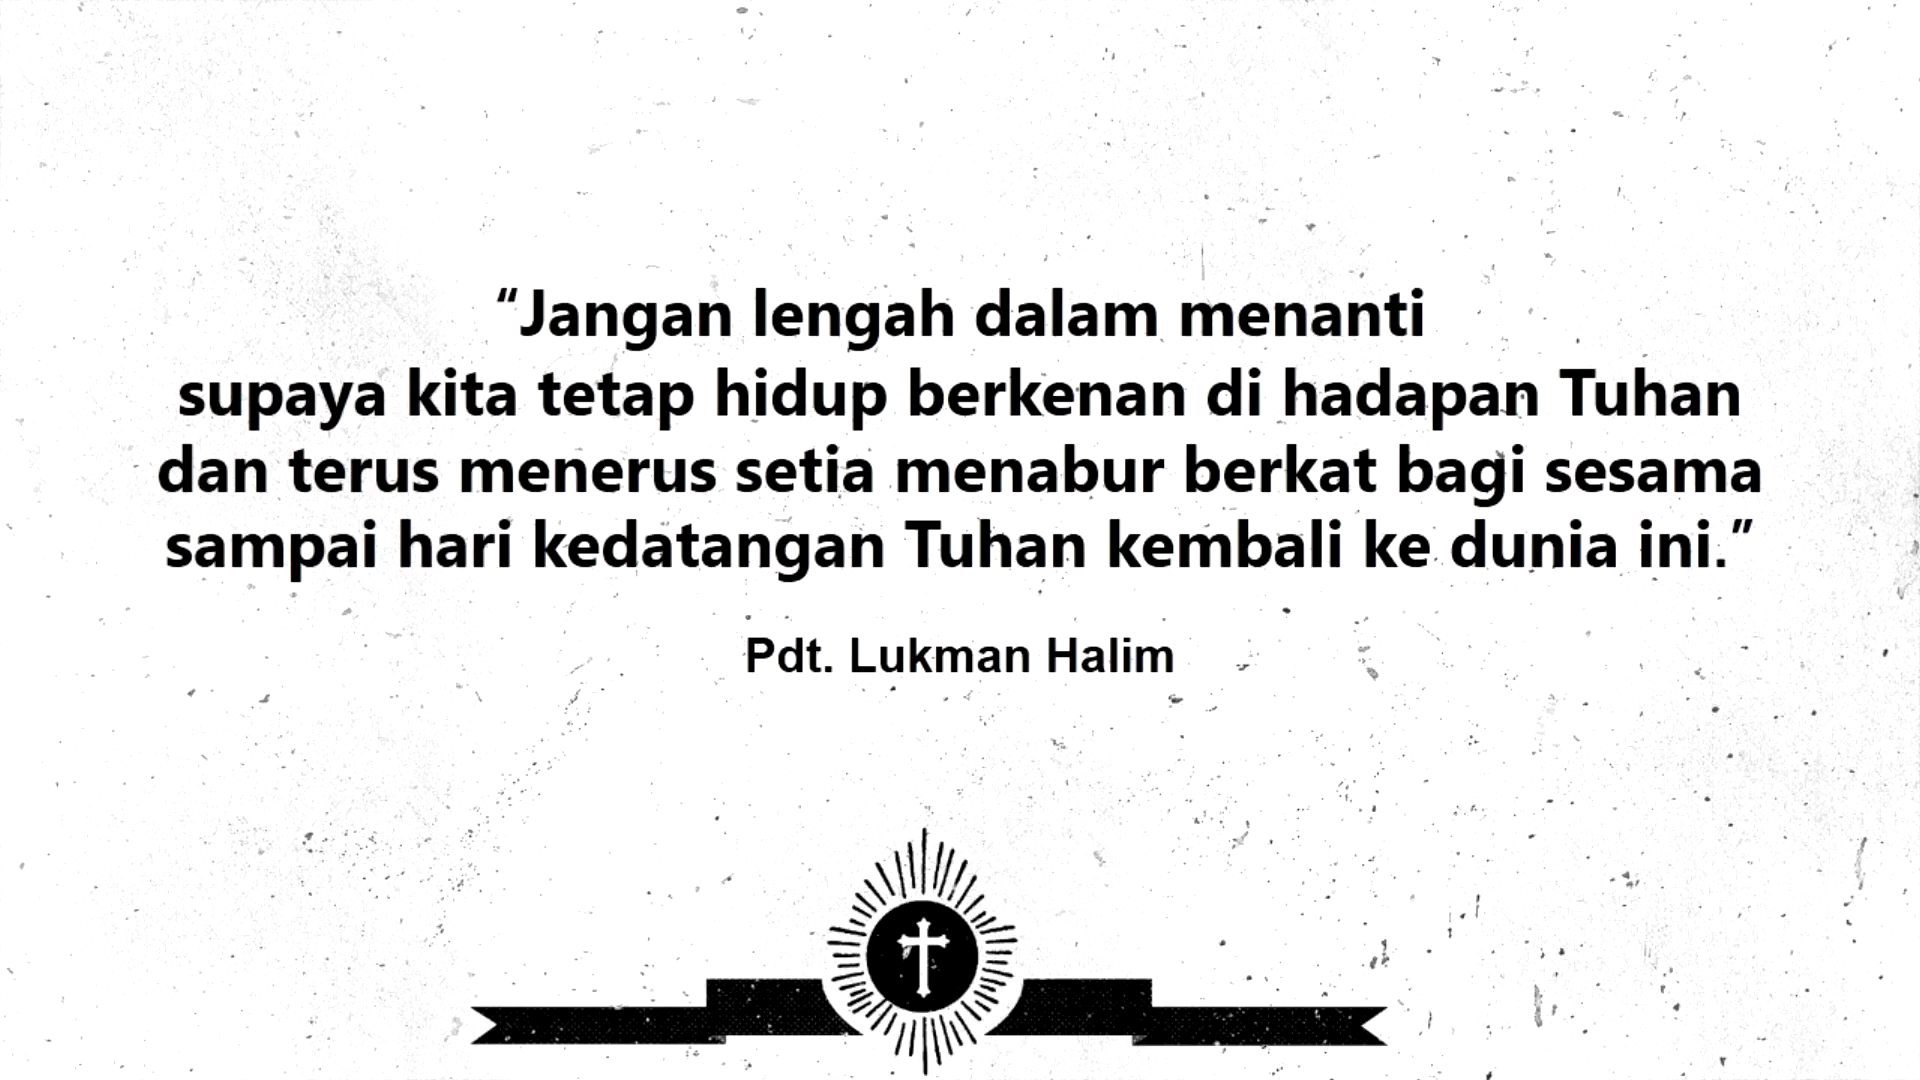 “Jangan lengah dalam menanti
supaya kita tetap hidup berkenan di hadapan Tuhan
dan terus menerus setia menabur berkat bagi sesama
sampai hari kedatangan Tuhan kembali ke dunia ini.”
Pdt. Lukman Halim